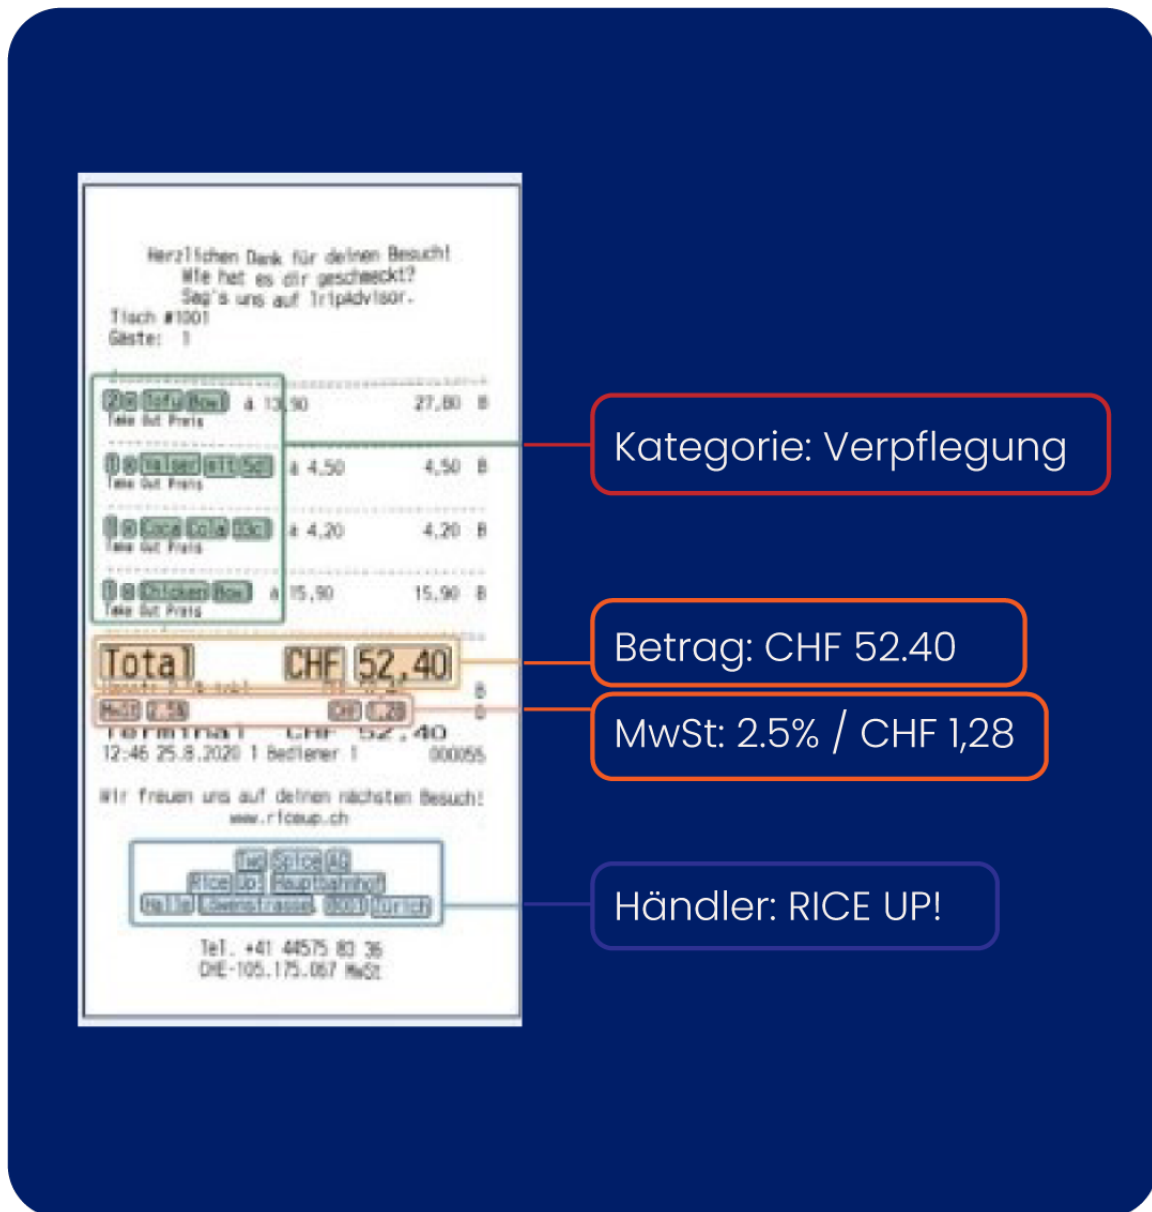 Herzlichen Dank für deinen Besuch!
Wie hat es dir geschmeckt?
Sag's uns auf TripAdvisor.
Tisch #1001
Gäste: 1
2 x Tofu Bowl à 13,90 27,80 B
Take Out Preis
1 x Valser mit 5dl à 4,50 4,50 B
Take Out Preis
1 x Coca Cola 33cl à 4,20 4,20 B
Take Out Preis
1 x Chicken Bowl à 15,90 15,90 B
Take Out Preis
Total CHF 52,40
B
MwSt 2.5% CHF 1,28
Terminal CHF 52,40
12:46 25.8.2020 1 Bediener 1 000055
Wir freuen uns auf deinen nächsten Besuch!
www.riceup.ch
Two Spice AG
Rice Up! Hauptbahnhof
Halle Löwenstrasse, 8001 Zürich
Tel. +41 44575 83 36
CHE-105.175.067 MwSt
Kategorie: Verpflegung
Betrag: CHF 52.40
MwSt: 2.5% / CHF 1,28
Händler: RICE UP!